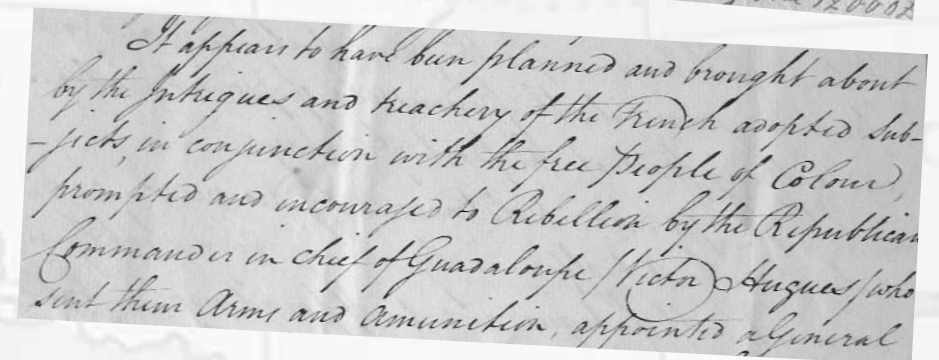 It appears to have been planned and brought about
by the Intrigues and treachery of the French adopted Sub-
-jects, in conjunction with the free People of Colour,
prompted and encouraged to Rebellion by the Republican
Commander in chief of Guadaloupe /Victor Hugues/ who
sent them Arms and Amunition, appointed a General